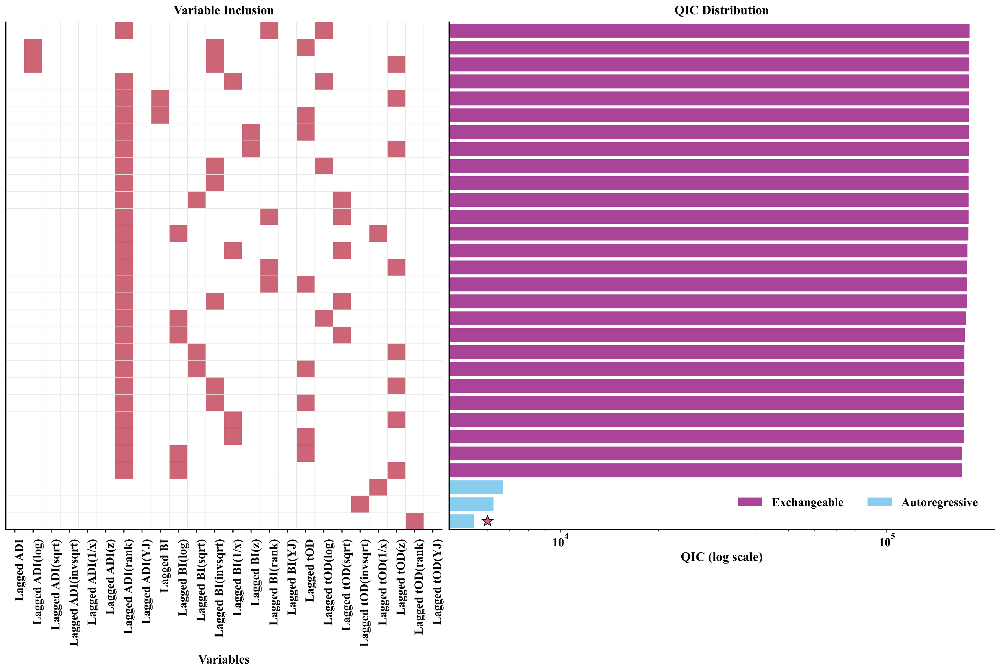 Variable Inclusion
QIC Distribution
Exchangeable
Autoregressive
10^4
10^5
QIC (log scale)
Lagged ADI
Lagged ADI(log)
Lagged ADI(sqrt)
Lagged ADI(invsqrt)
Lagged ADI(1/x)
Lagged ADI(z)
Lagged ADI(rank)
Lagged ADI(YJ)
Lagged BI
Lagged BI(log)
Lagged BI(sqrt)
Lagged BI(invsqrt)
Lagged BI(1/x)
Lagged BI(z)
Lagged BI(rank)
Lagged BI(YJ)
Lagged tOD
Lagged tOD(log)
Lagged tOD(sqrt)
Lagged tOD(invsqrt)
Lagged tOD(1/x)
Lagged tOD(z)
Lagged tOD(rank)
Lagged tOD(YJ)
Variables